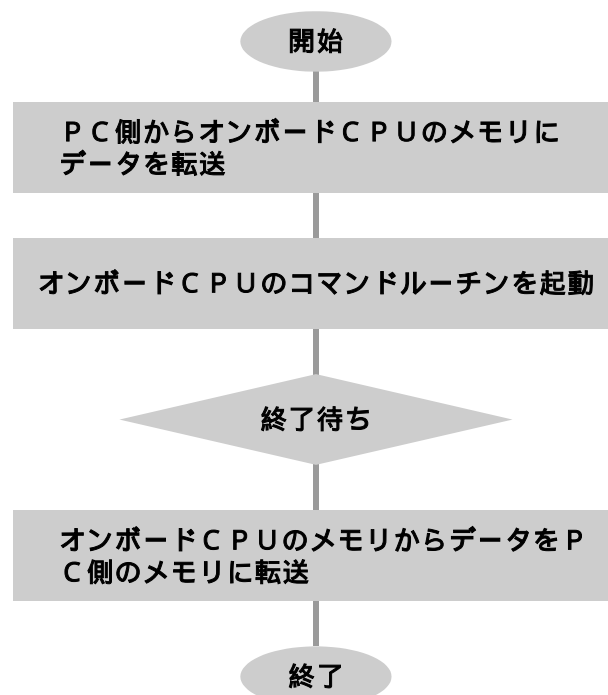 開始
ＰＣ側からオンボードＣＰＵのメモリに
データを転送
オンボードＣＰＵのコマンドルーチンを起動
終了待ち
オンボードＣＰＵのメモリからデータをＰ
Ｃ側のメモリに転送
終了